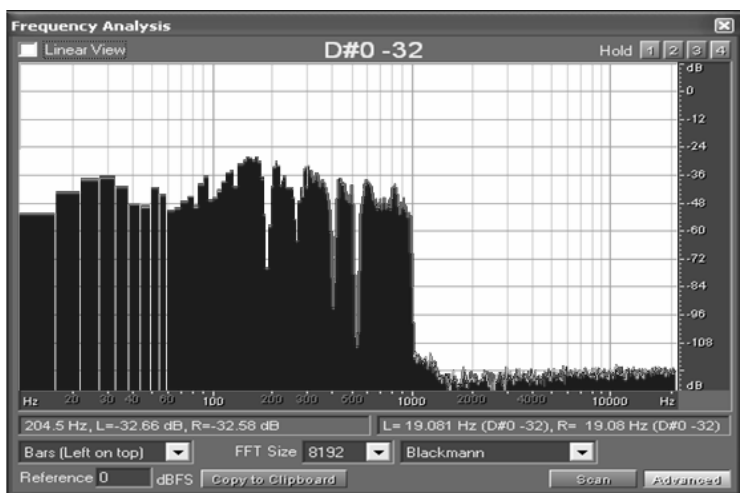 Frequency Analysis
Linear View D#0 -32 Hold 1 2 3 4
dB
-0
-12
-24
-36
-48
-60
-72
-84
-96
-108
dB
Hz 20 30 40 60 100 200 300 500 1000 2000 4000 10000 Hz
204.5 Hz, L=-32.66 dB, R=-32.58 dB L= 19.081 Hz (D#0 -32), R= 19.08 Hz (D#0 -32)
Bars (Left on top) FFT Size 8192 Blackmann
Reference 0 dBFS Copy to Clipboard Scan Advanced